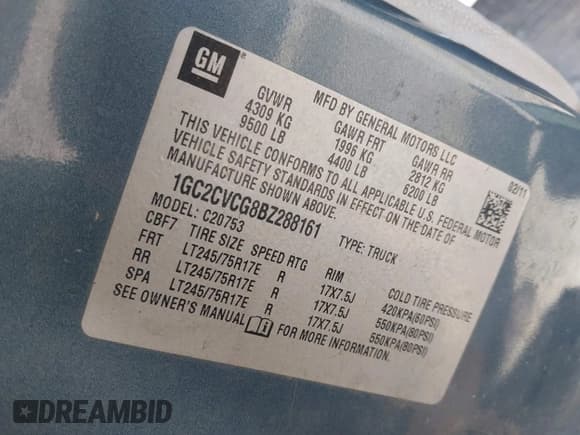 GM
MFD BY GENERAL MOTORS LLC 02/11
GVWR GAWR FRT GAWR RR
4309 KG 1996 KG 2812 KG
9500 LB 4400 LB 6200 LB
THIS VEHICLE CONFORMS TO ALL APPLICABLE U.S. FEDERAL MOTOR
VEHICLE SAFETY STANDARDS IN EFFECT ON THE DATE OF
MANUFACTURE SHOWN ABOVE.
1GC2CVCG8BZ288161 TYPE: TRUCK
MODEL: C20753
CBF7 TIRE SIZE SPEED RTG RIM COLD TIRE PRESSURE
FRT LT245/75R17E R 17X7.5J 420KPA(60PSI)
RR LT245/75R17E R 17X7.5J 550KPA(80PSI)
SPA LT245/75R17E R 17X7.5J 550KPA(80PSI)
SEE OWNER'S MANUAL FOR MORE INFORMATION.
DREAMBID